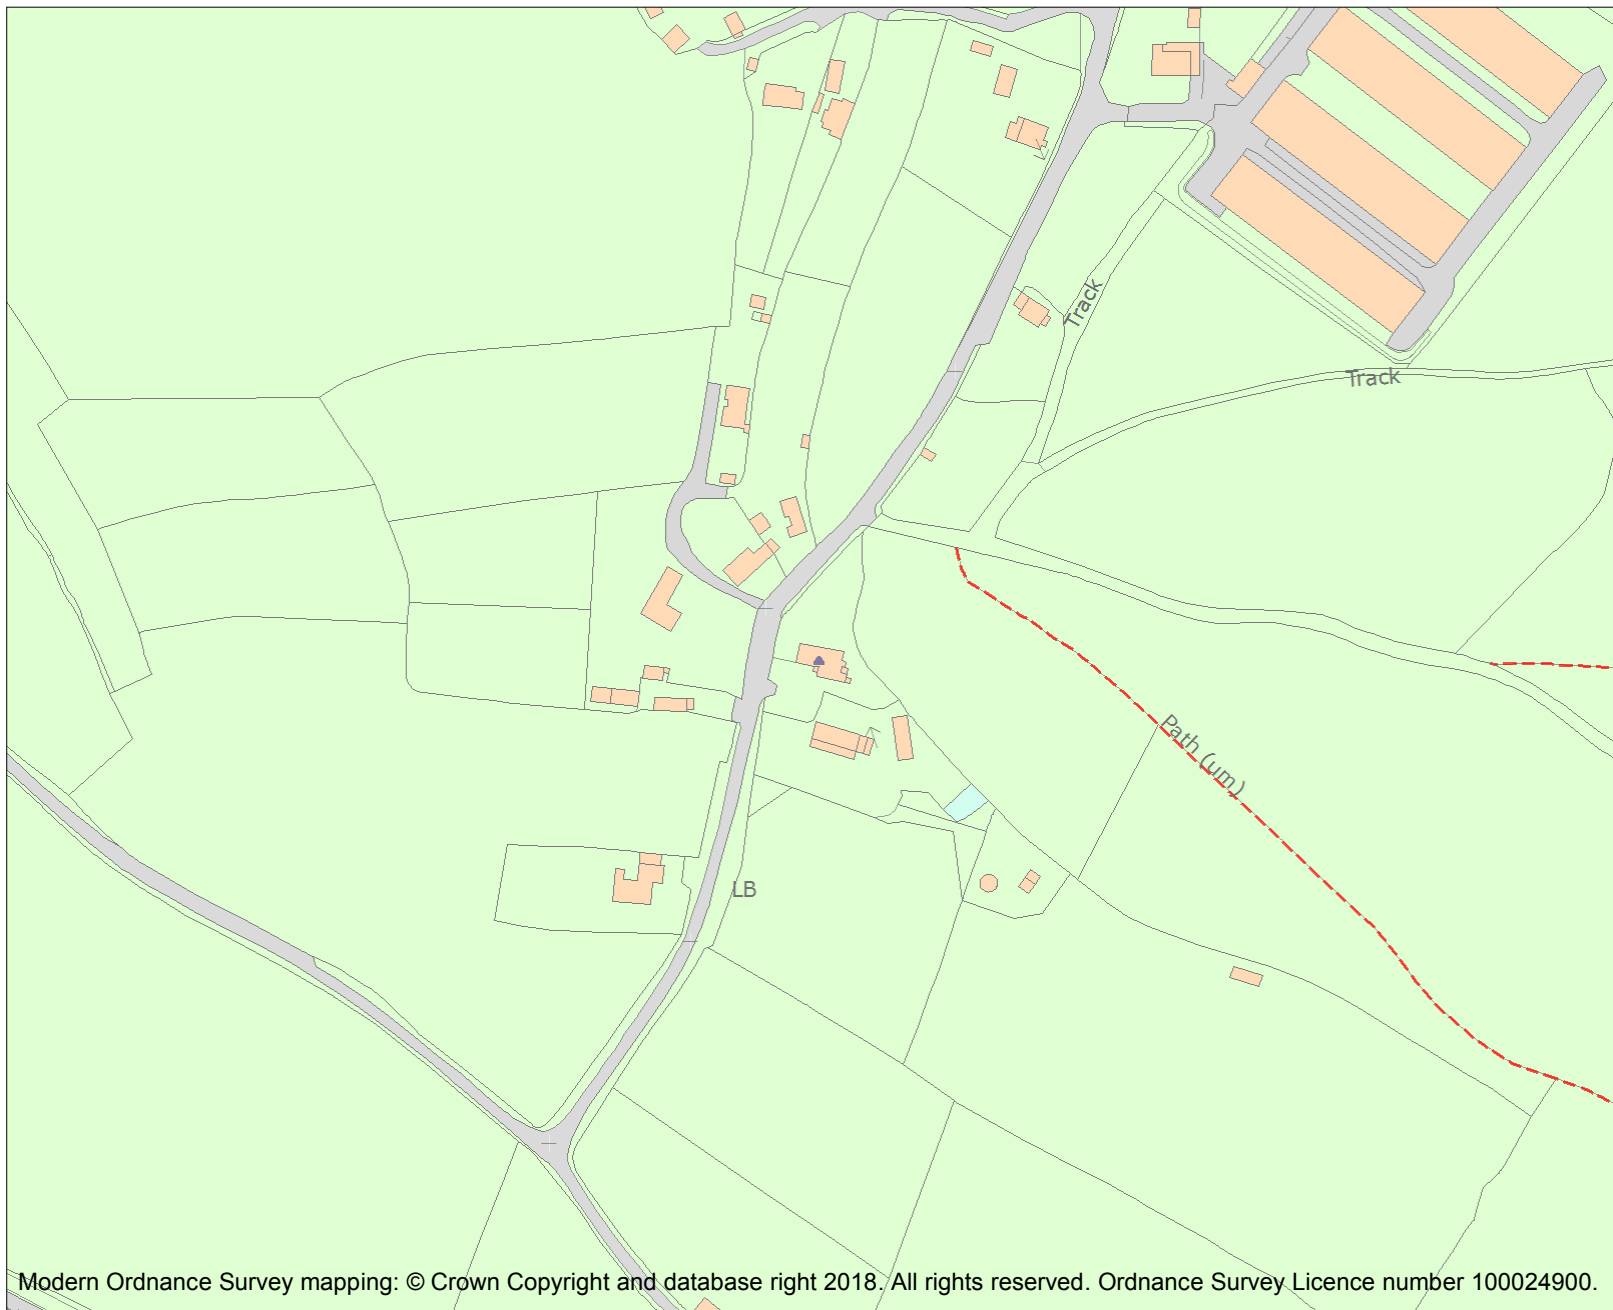 Track
Track
Path (um)
LB
Modern Ordnance Survey mapping: © Crown Copyright and database right 2018. All rights reserved. Ordnance Survey Licence number 100024900.